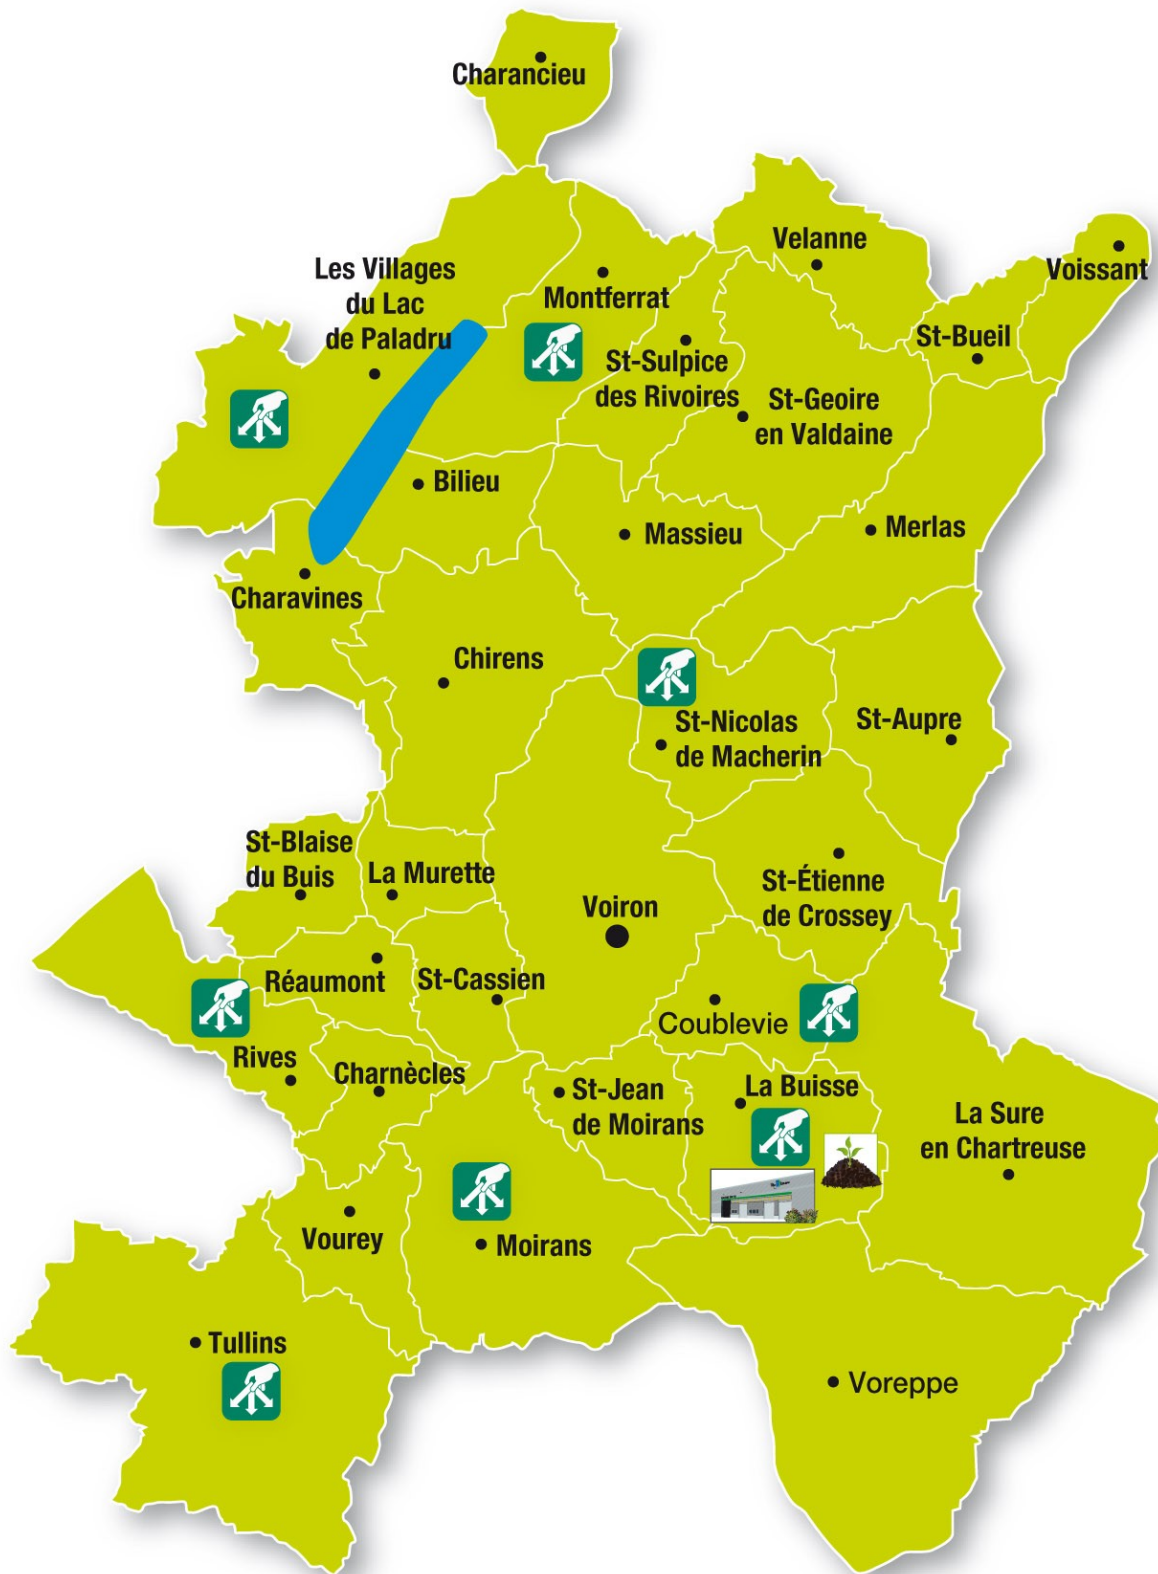 Charancieu
Velanne
Voissant
Les Villages
du Lac
de Paladru
Montferrat
St-Bueil
St-Sulpice
des Rivoires
St-Geoire
en Valdaine
Bilieu
Massieu
Merlas
Charavines
Chirens
St-Nicolas
de Macherin
St-Aupre
St-Blaise
du Buis
La Murette
St-Étienne
de Crossey
Voiron
Réaumont
St-Cassien
Coublevie
Rives
Charnècles
St-Jean
de Moirans
La Buisse
La Sure
en Chartreuse
Vourey
Moirans
Tullins
Voreppe